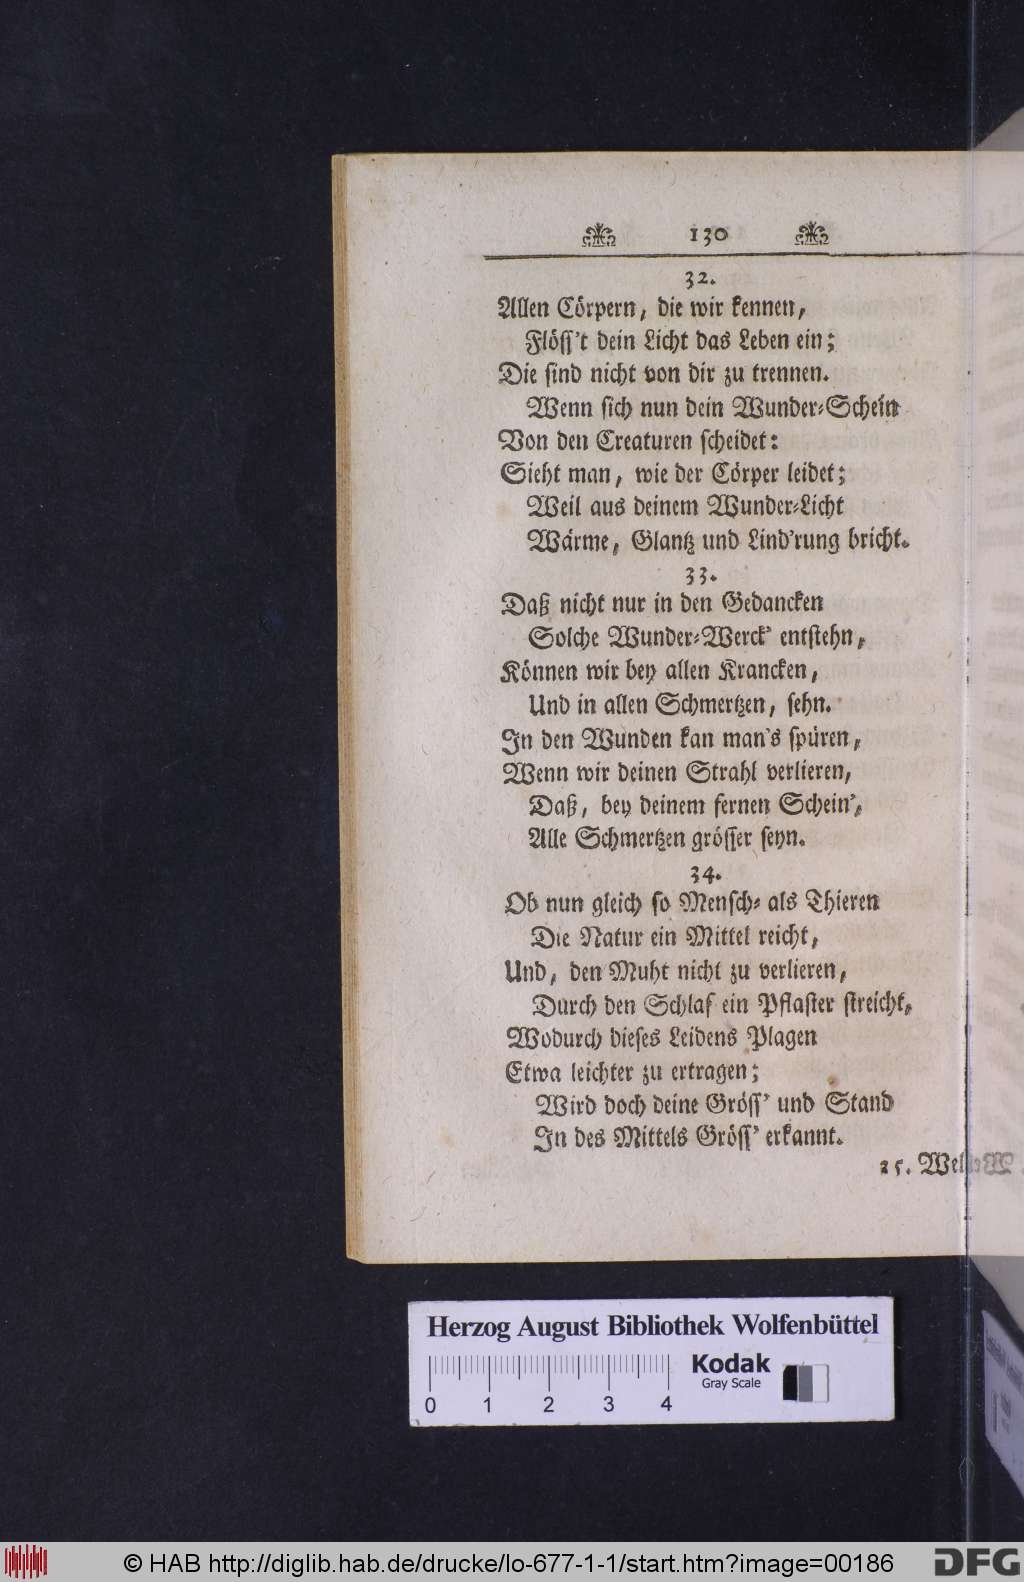 130
32.
Allen Cörpern, die wir kennen,
Flöss't dein Licht das Leben ein;
Die sind nicht von dir zu trennen.
Wenn sich nun dein Wunder-Schein
Von den Creaturen scheidet:
Sieht man, wie der Cörper leidet;
Weil aus deinem Wunder-Licht
Wärme, Glantz und Lind'rung bricht.
33.
Daß nicht nur in den Gedancken
Solche Wunder-Werck' entstehn,
Können wir bey allen Krancken,
Und in allen Schmertzen, sehn.
In den Wunden kan man's spüren,
Wenn wir deinen Strahl verlieren,
Daß, bey deinem fernen Schein',
Alle Schmertzen grösser seyn.
34.
Ob nun gleich so Mensch- als Thieren
Die Natur ein Mittel reicht,
Und, den Muht nicht zu verlieren,
Durch den Schlaf ein Pflaster streicht,
Wodurch dieses Leidens Plagen
Etwa leichter zu ertragen;
Wird doch deine Gröss' und Stand
In des Mittels Gröss' erkannt.
Herzog August Bibliothek Wolfenbüttel
Kodak
Gray Scale
0 1 2 3 4
© HAB http://diglib.hab.de/drucke/lo-677-1-1/start.htm?image=00186
DFG